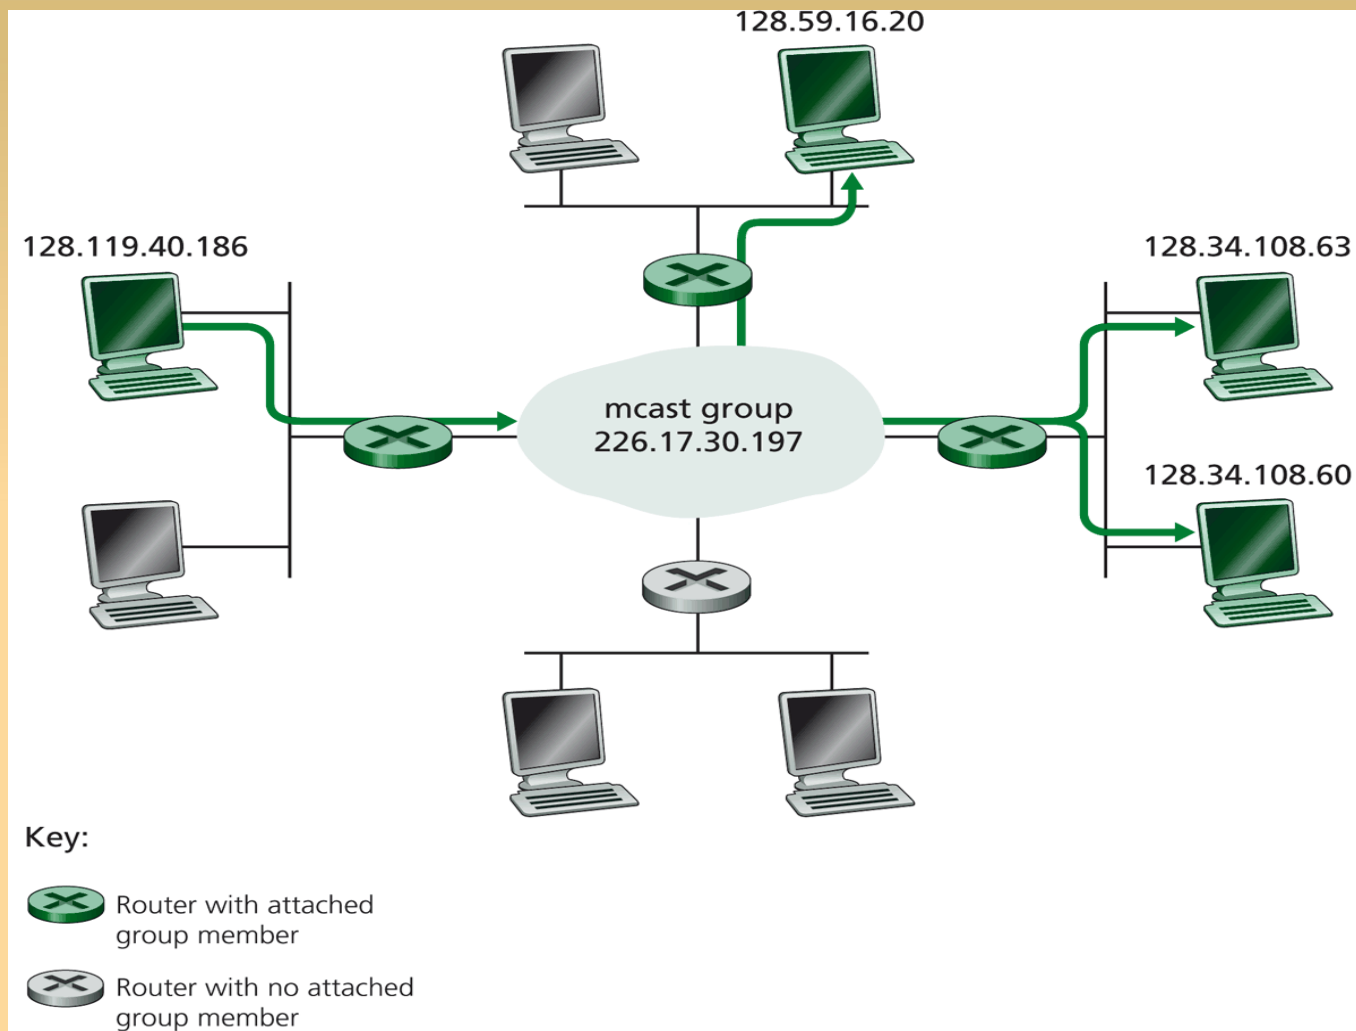 128.59.16.20
128.119.40.186
128.34.108.63
mcast group
226.17.30.197
128.34.108.60
Key:
Router with attached
group member
Router with no attached
group member